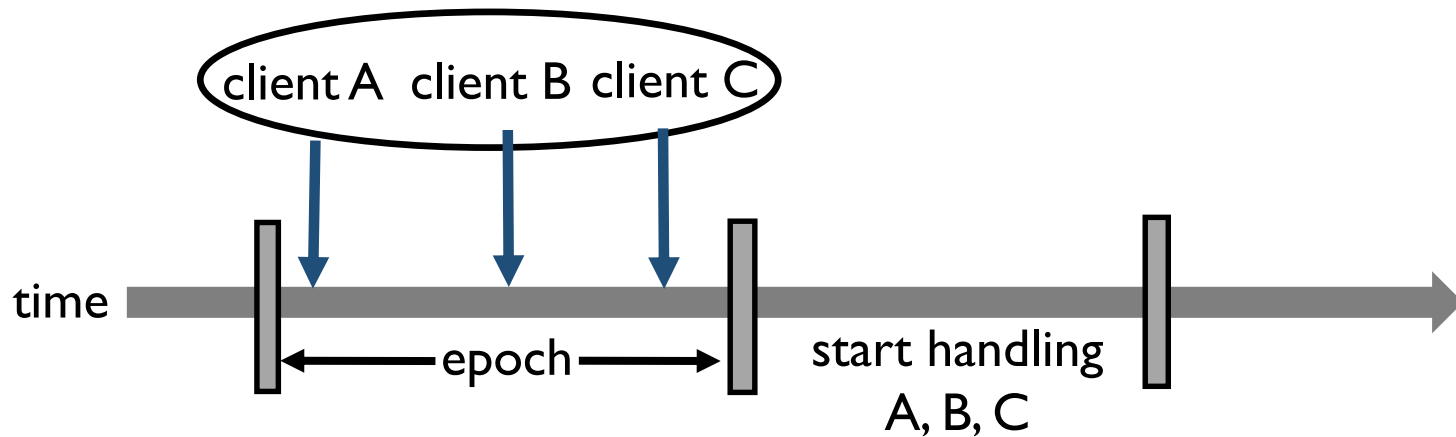 client A client B client C
time
epoch
start handling
A, B, C